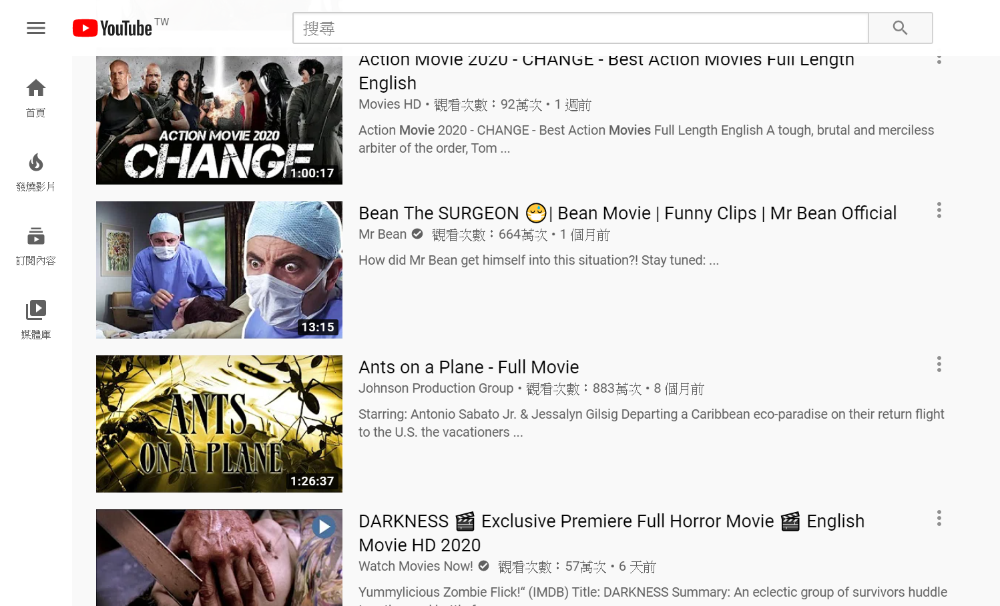 YouTube TW
搜尋
首頁
發燒影片
訂閱內容
媒體庫
ACTION MOVIE 2020
CHANGE
1:00:17
Action Movie 2020 - CHANGE - Best Action Movies Full Length
English
Movies HD • 觀看次數：92萬次 • 1 週前
Action Movie 2020 - CHANGE - Best Action Movies Full Length English A tough, brutal and merciless
arbiter of the order, Tom ...
13:15
Bean The SURGEON 😷| Bean Movie | Funny Clips | Mr Bean Official
Mr Bean 觀看次數：664萬次 • 1 個月前
How did Mr Bean get himself into this situation?! Stay tuned: ...
ANTS
ON A PLANE
1:26:37
Ants on a Plane - Full Movie
Johnson Production Group • 觀看次數：883萬次 • 8 個月前
Starring: Antonio Sabato Jr. & Jessalyn Gilsig Departing a Caribbean eco-paradise on their return flight
to the U.S. the vacationers ...
DARKNESS 🎬 Exclusive Premiere Full Horror Movie 🎬 English
Movie HD 2020
Watch Movies Now! 觀看次數：57萬次 • 6 天前
Yummylicious Zombie Flick!“ (IMDB) Title: DARKNESS Summary: An eclectic group of survivors huddle